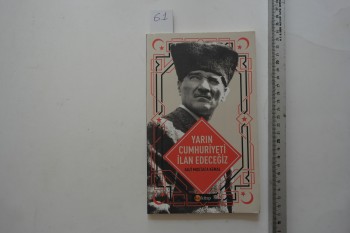 61
YARIN
CUMHURİYETİ
İLAN EDECEĞİZ